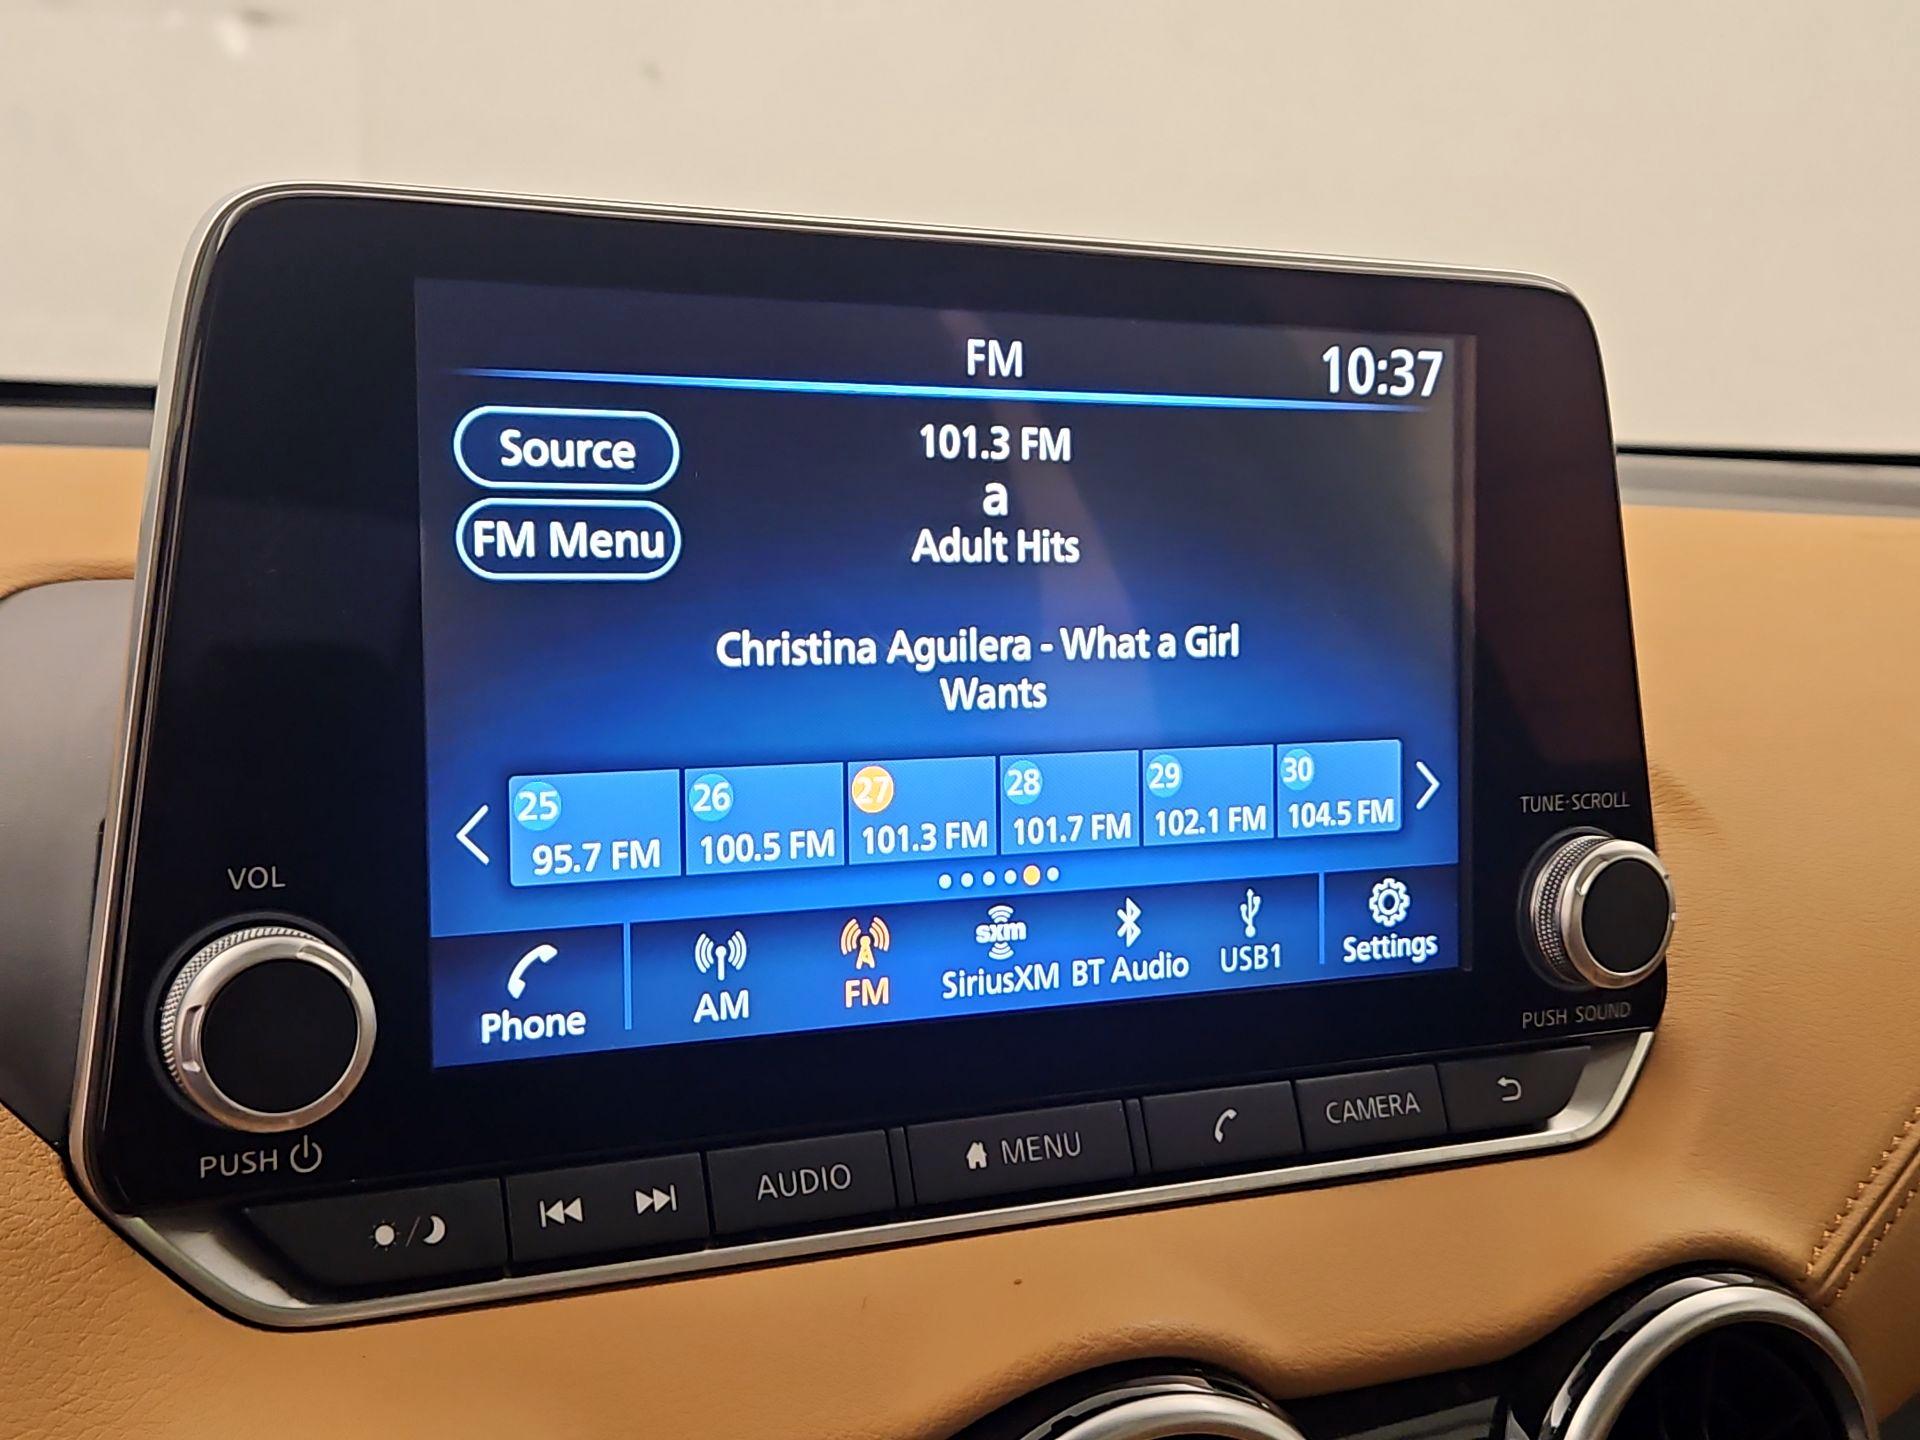 FM
10:37
Source
101.3 FM
a
FM Menu
Adult Hits
Christina Aguilera - What a Girl
Wants
25
26
27
28
29
30
95.7 FM
100.5 FM
101.3 FM
101.7 FM
102.1 FM
104.5 FM
Phone
AM
FM
sxm
SiriusXM
BT Audio
USB1
Settings
VOL
PUSH
TUNE·SCROLL
PUSH SOUND
AUDIO
MENU
CAMERA